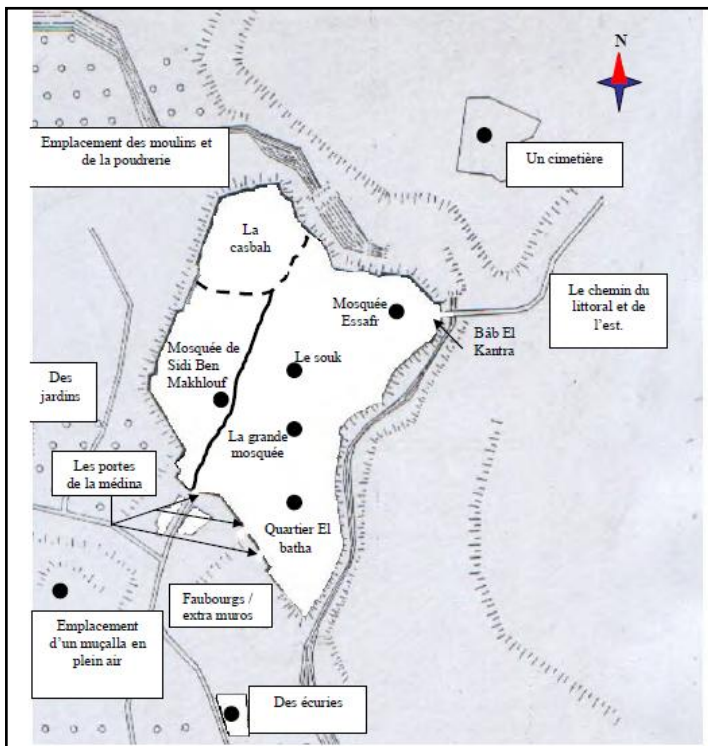 N
Emplacement des moulins et
de la poudrerie
Un cimetière
La
casbah
Le chemin du
littoral et de
l'est.
Mosquée
Essafr
Bâb El
Kantra
Mosquée de
Sidi Ben
Makhlouf
Le souk
Des
jardins
La grande
mosquée
Les portes
de la médina
Quartier El
batha
Faubourgs /
extra muros
Emplacement
d'un muçalla en
plein air
Des écuries